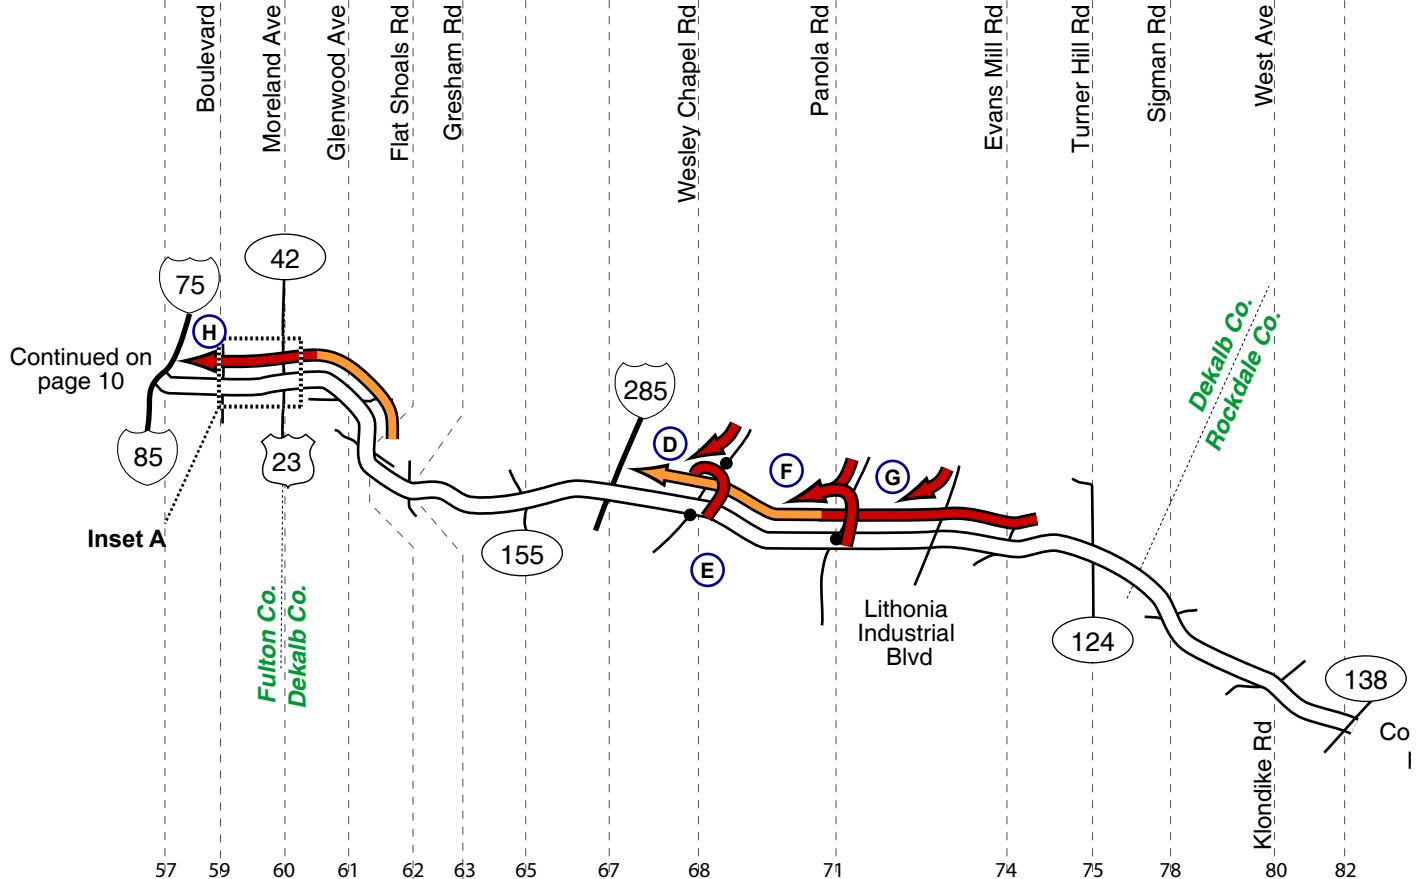 Boulevard
Moreland Ave
Glenwood Ave
Flat Shoals Rd
Gresham Rd
Wesley Chapel Rd
Panola Rd
Evans Mill Rd
Turner Hill Rd
Sigman Rd
West Ave
42
75
H
Continued on
page 10
85
23
Inset A
285
D
F
G
E
155
Lithonia
Industrial
Blvd
124
138
Dekalb Co.
Rockdale Co.
Fulton Co.
Dekalb Co.
Klondike Rd
Co
57 59 60 61 62 63 65 67 68 71 74 75 78 80 82